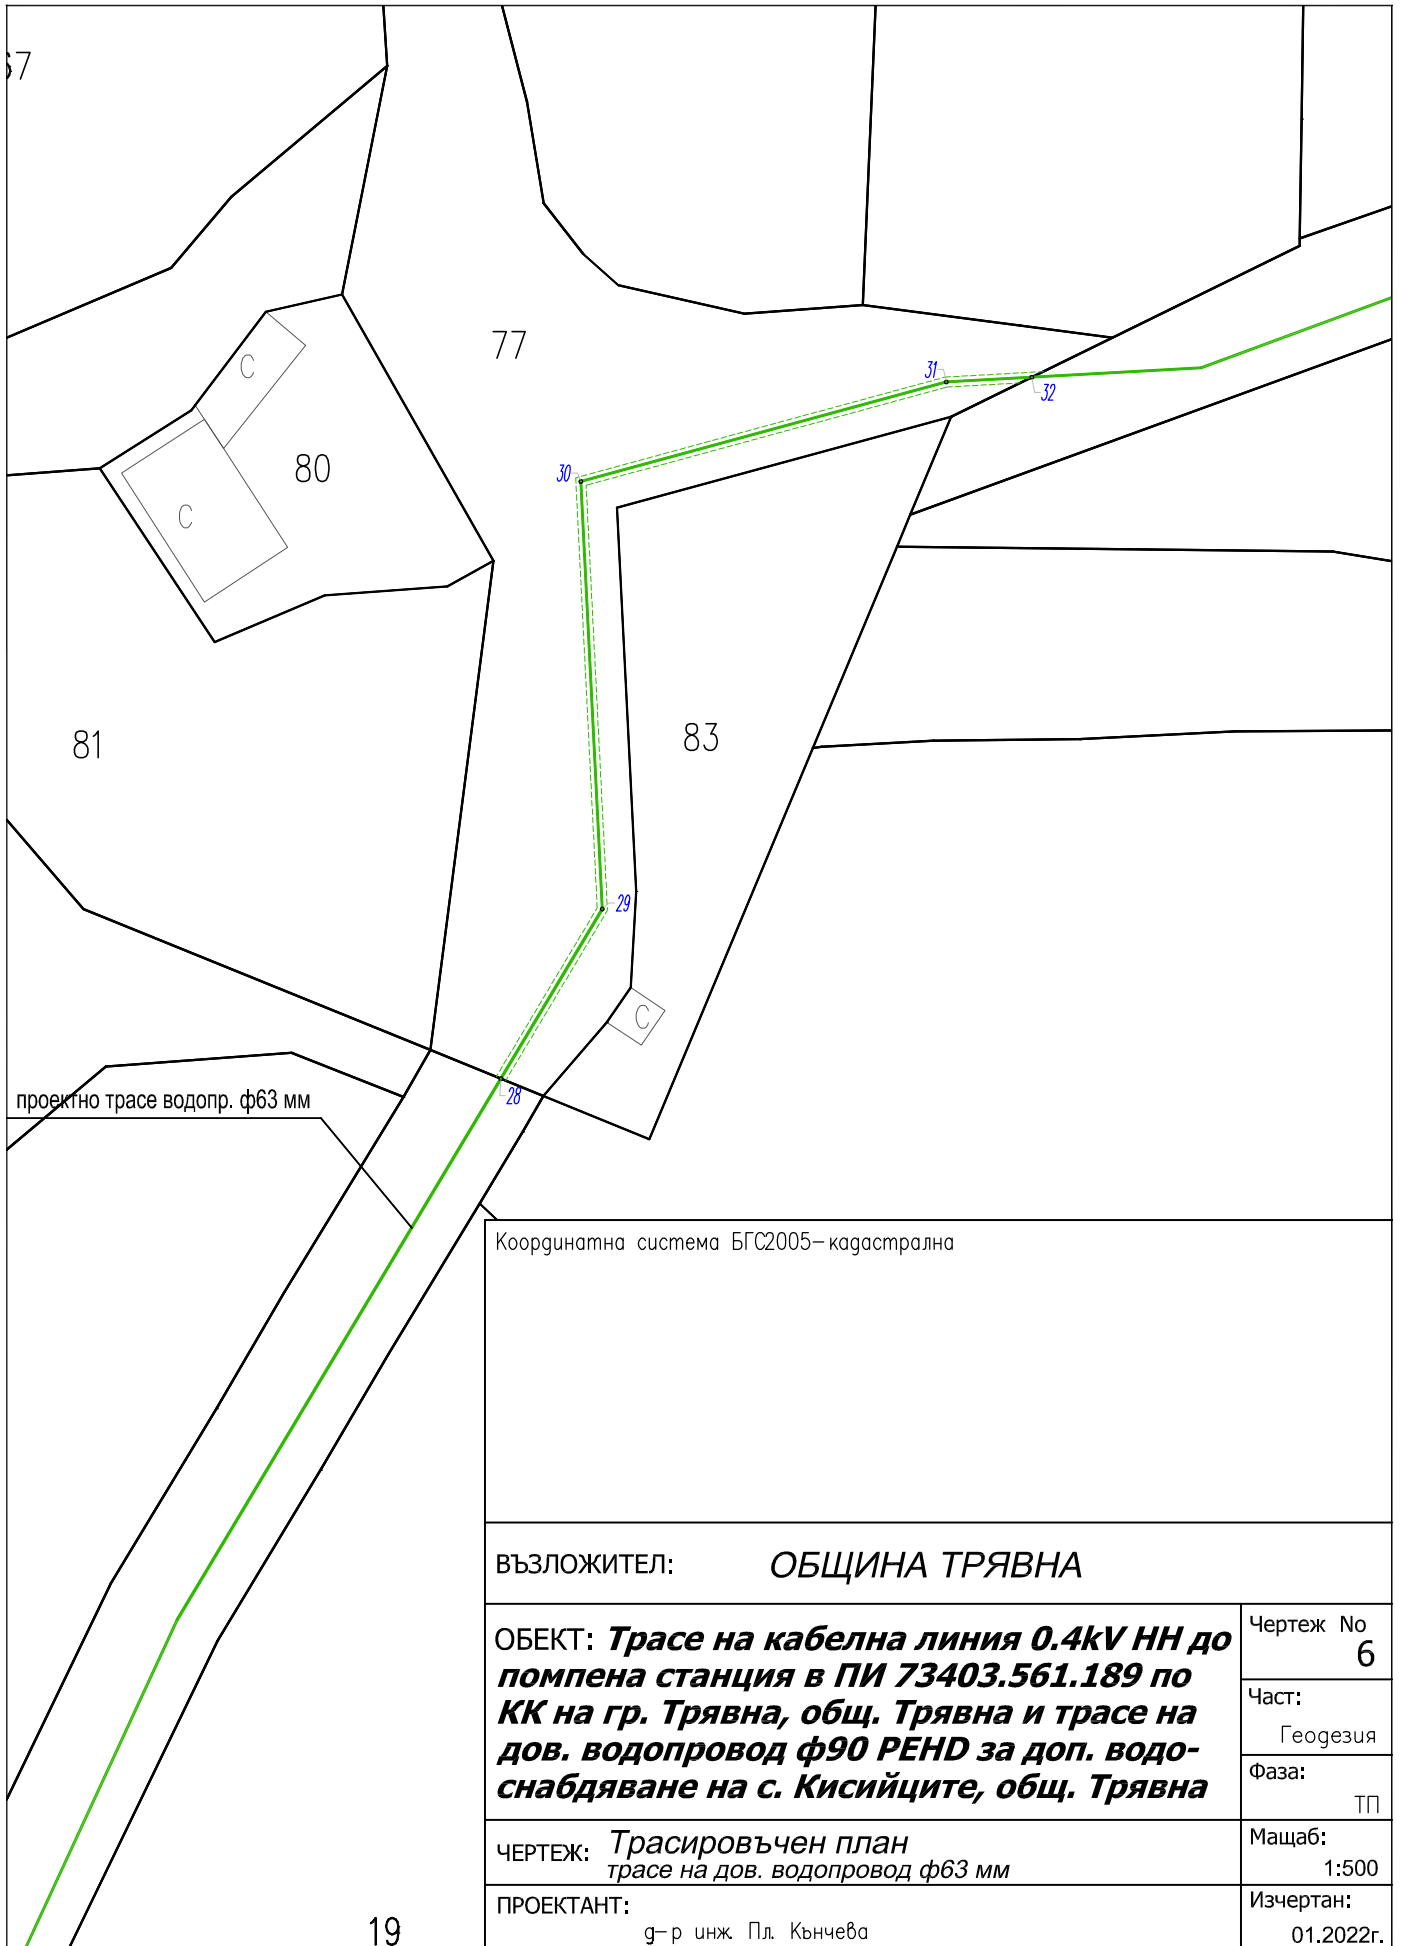 77
31
32
30
80
C
C
81
83
29
C
28
проектно трасе водопр. ф63 мм
Координатна система БГС2005-кадастрална
ВЪЗЛОЖИТЕЛ: ОБЩИНА ТРЯВНА
ОБЕКТ: Трасе на кабелна линия 0.4kV НН до
помпена станция в ПИ 73403.561.189 по
КК на гр. Трявна, общ. Трявна и трасе на
дов. водопровод ф90 PEHD за доп. водо-
снабдяване на с. Кисийците, общ. Трявна
Чертеж No
6
Част:
Геодезия
Фаза:
ТП
ЧЕРТЕЖ: Трасировъчен план
трасе на дов. водопровод ф63 мм
Мащаб:
1:500
ПРОЕКТАНТ:
д-р инж. Пл. Кънчева
Изчертан:
01.2022г.
19